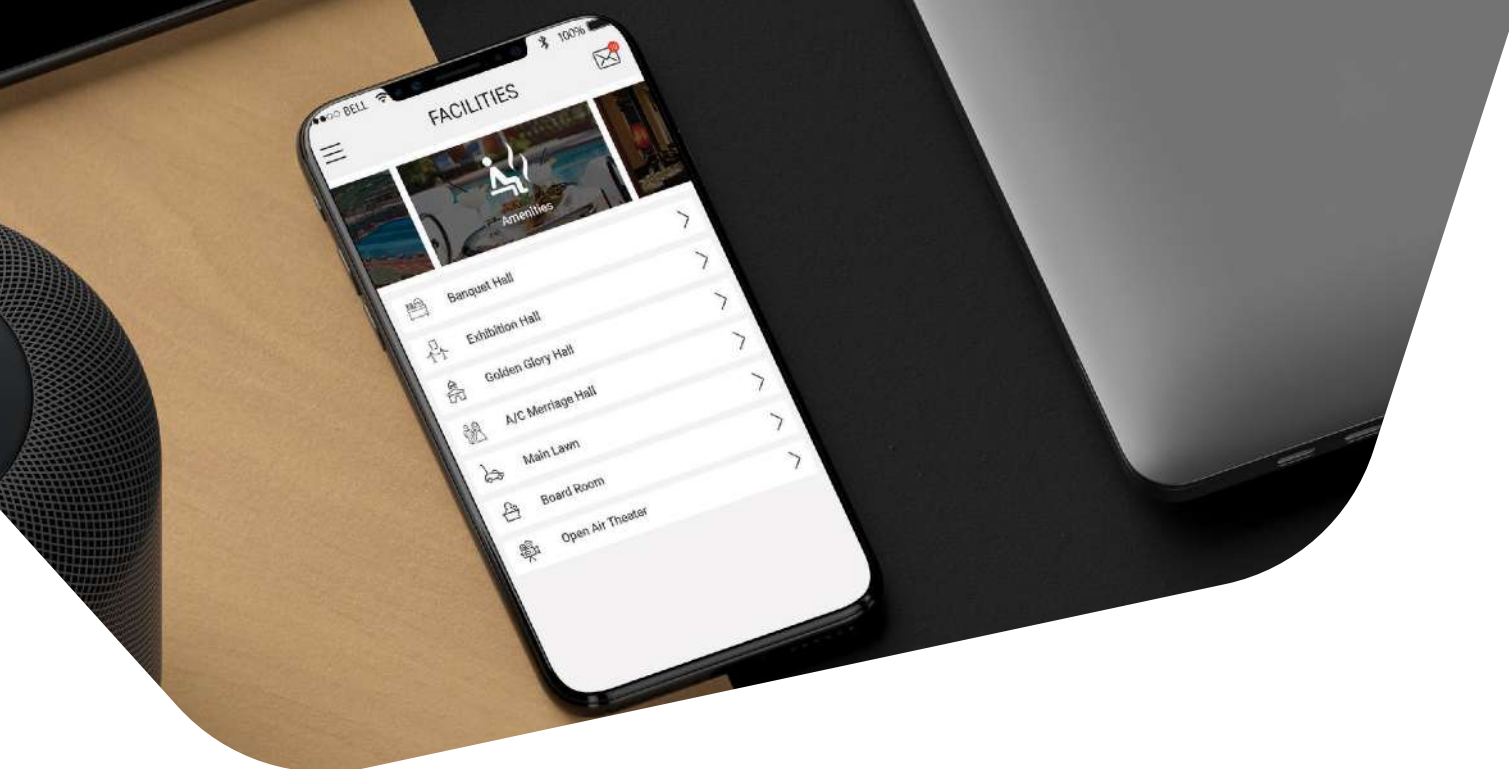 BELL 100%
FACILITIES
Amenities
Banquet Hall
Exhibition Hall
Golden Glory Hall
A/C Merriage Hall
Main Lawn
Board Room
Open Air Theater